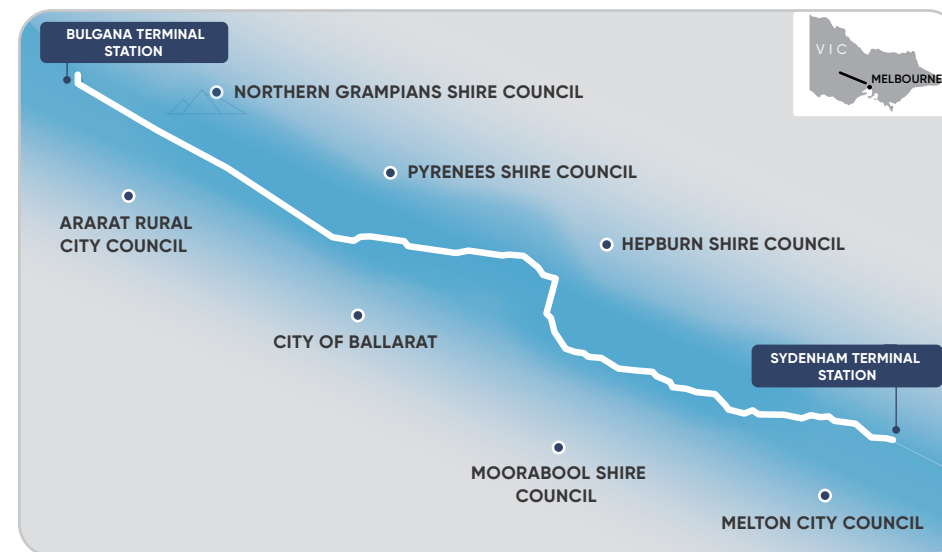 BULGANA TERMINAL
STATION
VIC
MELBOURNE
NORTHERN GRAMPIANS SHIRE COUNCIL
PYRENEES SHIRE COUNCIL
ARARAT RURAL
CITY COUNCIL
HEPBURN SHIRE COUNCIL
CITY OF BALLARAT
SYDENHAM TERMINAL
STATION
MOORABOOL SHIRE
COUNCIL
MELTON CITY COUNCIL